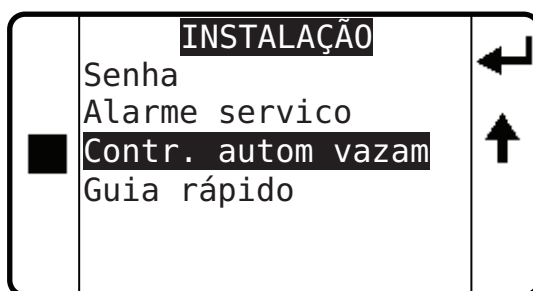 INSTALAÇÃO
Senha
Alarme servico
Contr. autom vazam
Guia rápido